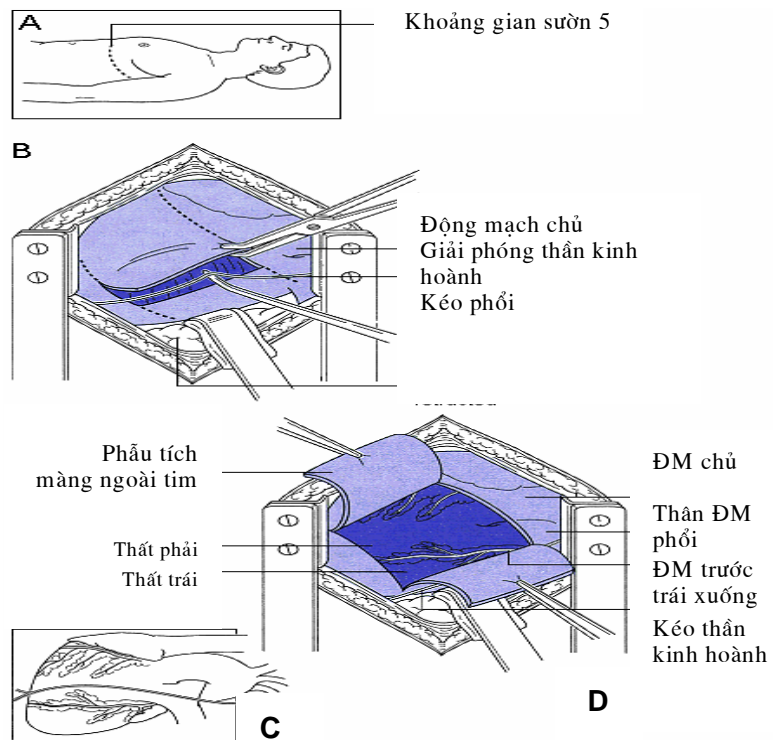 A
Khoảng gian sườn 5
B
Động mạch chủ
Giải phóng thần kinh
hoành
Kéo phổi
Phẫu tích
màng ngoài tim
Thất phải
Thất trái
ĐM chủ
Thân ĐM
phổi
ĐM trước
trái xuống
Kéo thần
kinh hoành
C
D